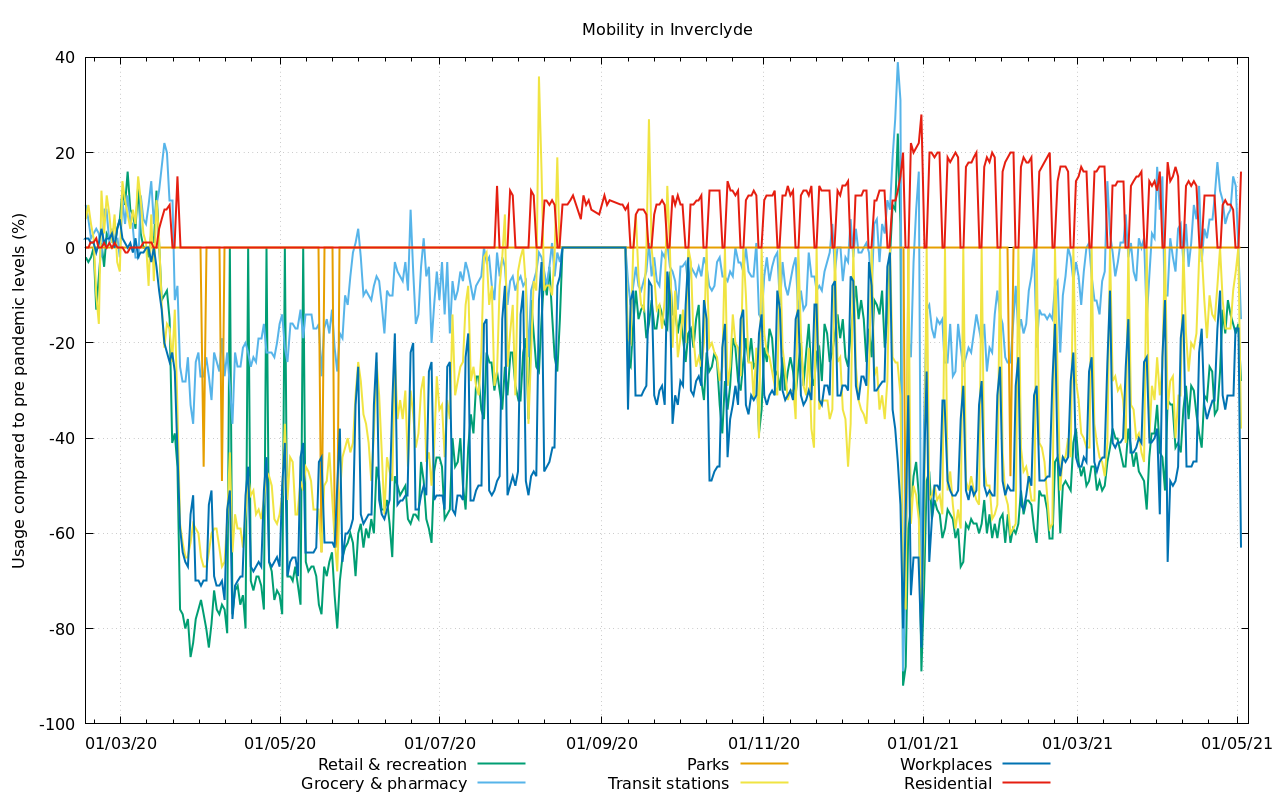 Mobility in Inverclyde
Usage compared to pre pandemic levels (%)
40
20
0
-20
-40
-60
-80
-100
01/03/20 01/05/20 01/07/20 01/09/20 01/11/20 01/01/21 01/03/21 01/05/21
Retail & recreation Parks Workplaces
Grocery & pharmacy Transit stations Residential